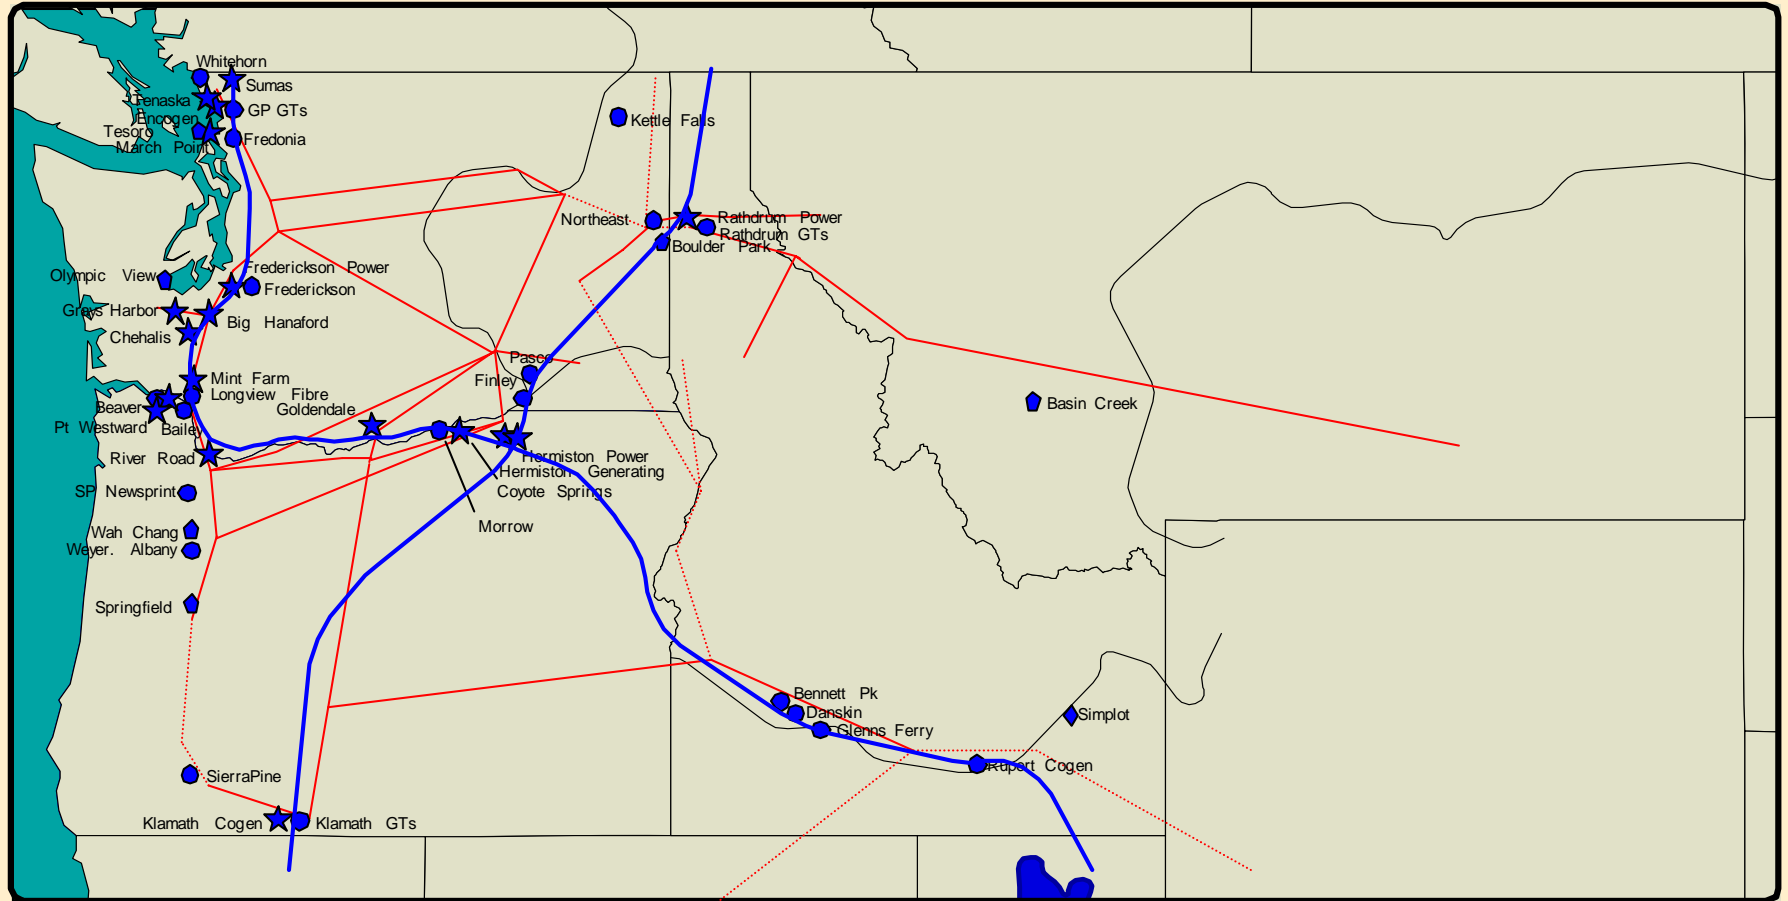 Whitehorn
Sumas
Tenaska
GP GTs
Encogen
Tesoro
Fredonia
March Point
Kettle Falls
Northeast
Rathdrum Power
Rathdrum GTs
Boulder Park
Olympic View
Frederickson Power
Frederickson
Grays Harbor
Big Hanaford
Chehalis
Pasco
Finley
Mint Farm
Longview Fibre
Beaver
Goldendale
Basin Creek
Pt Westward
Bailey
River Road
Hermiston Power
Hermiston Generating
SP Newsprint
Coyote Springs
Morrow
Wah Chang
Weyer. Albany
Springfield
Bennett Pk
Danskin
Simplot
Glenns Ferry
Rupert Cogen
SierraPine
Klamath Cogen
Klamath GTs